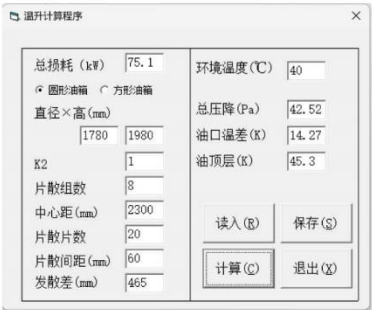 温升计算程序
总损耗 (kW) 75.1
圆形油箱 方形油箱
直径×高(mm)
1780 1980
K2 1
片散组数 8
中心距(mm) 2300
片散片数 20
片散间距(mm) 60
发散差(mm) 465
环境温度(℃) 40
总压降(Pa) 42.52
油口温差(K) 14.27
油顶层(K) 45.3
读入(R) 保存(S)
计算(C) 退出(X)